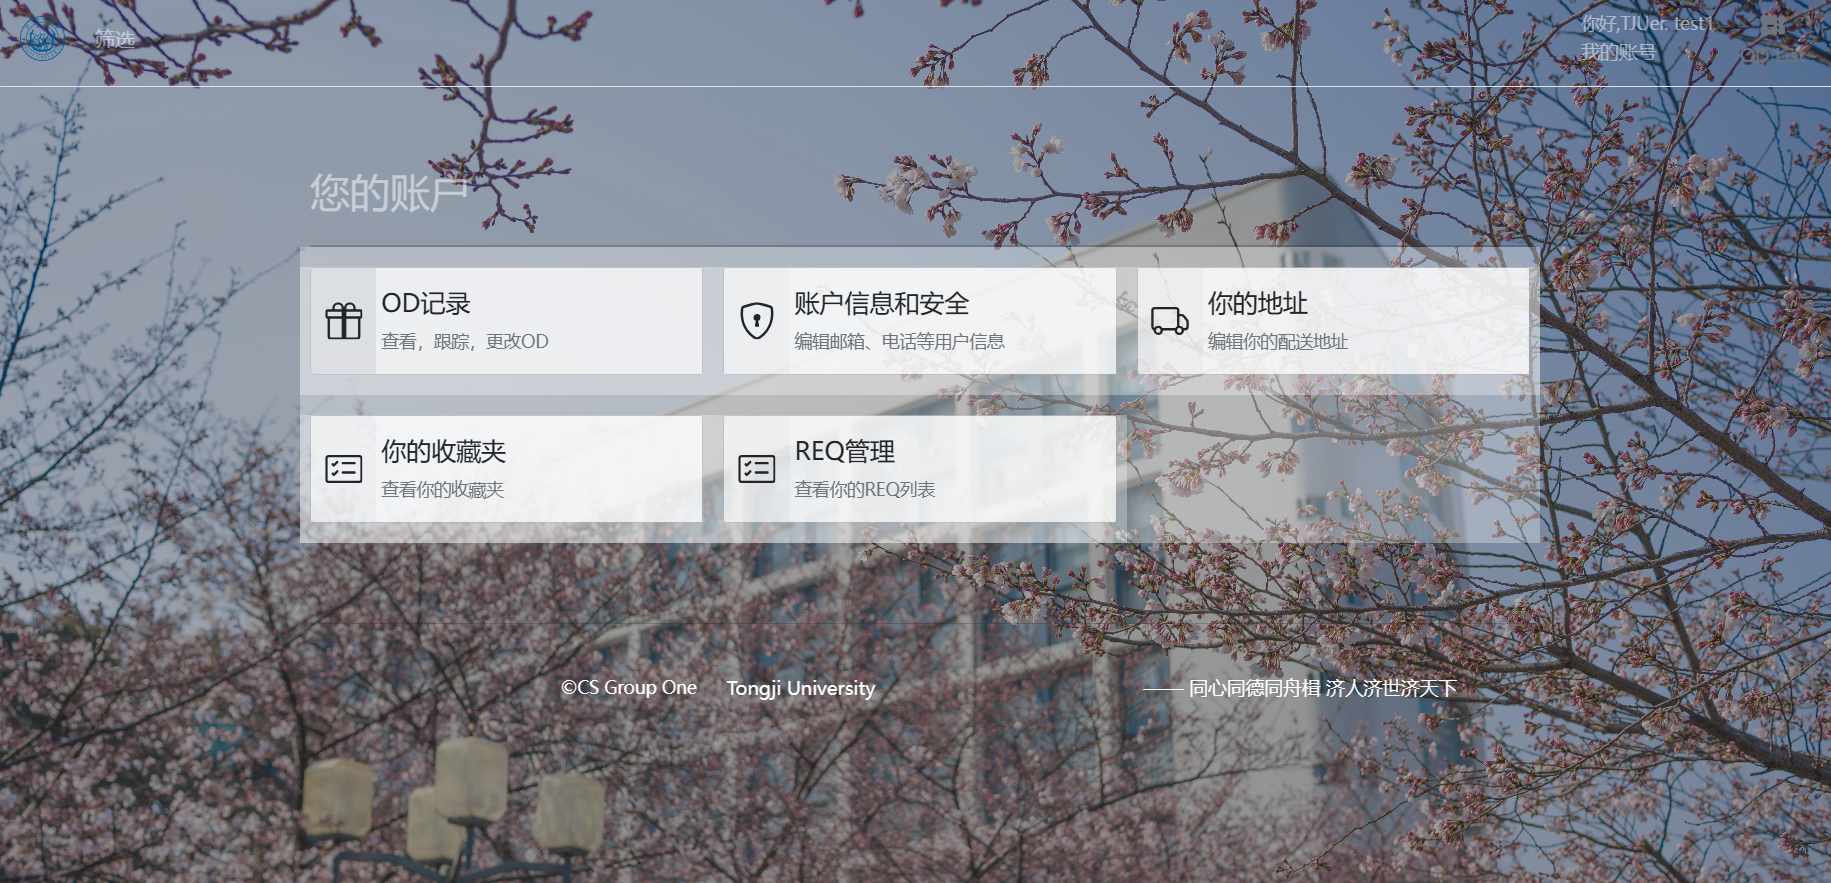 筛选
你好,TJUer. test1
我的账号
您的账户
OD记录
查看，跟踪，更改OD
账户信息和安全
编辑邮箱、电话等用户信息
你的地址
编辑你的配送地址
你的收藏夹
查看你的收藏夹
REQ管理
查看你的REQ列表
©CS Group One
Tongji University
—— 同心同德同舟楫 济人济世济天下